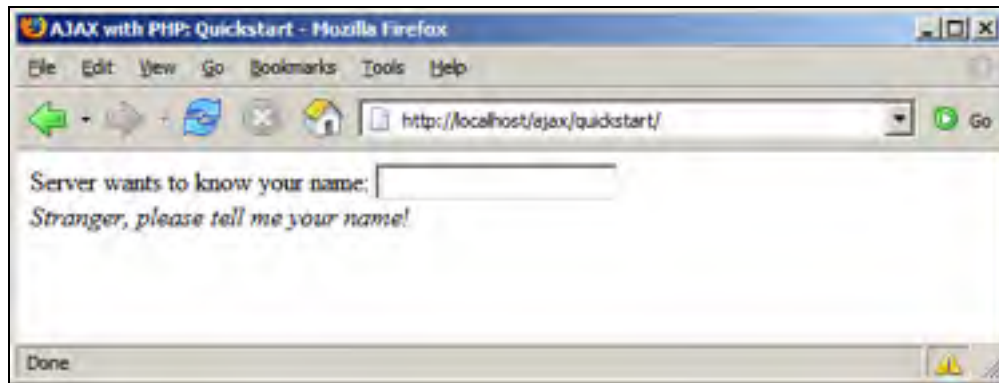 AJAX with PHP: Quickstart - Mozilla Firefox
File Edit View Go Bookmarks Tools Help
http://localhost/ajax/quickstart/ Go
Server wants to know your name:
Stranger, please tell me your name!
Done